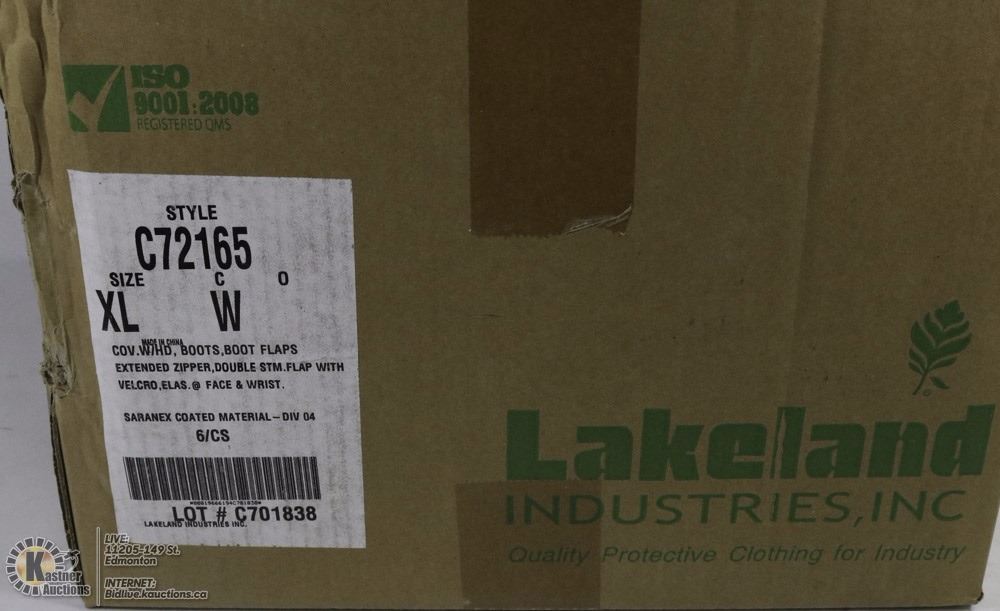 ISO
9001:2008
REGISTERED QMS
STYLE
C72165
SIZE C O
XL W
MADE IN CHINA
COV.W/HD, BOOTS,BOOT FLAPS
EXTENDED ZIPPER,DOUBLE STM.FLAP WITH
VELCRO,ELAS.@ FACE & WRIST.
SARANEX COATED MATERIAL-DIV 04
6/CS
LOT # C701838
LAKELAND INDUSTRIES INC.
Lakeland
INDUSTRIES,INC
Quality Protective Clothing for Industry
Kastner
Auctions
LIVE:
11205-149 St.
Edmonton
INTERNET:
Bidlive.kauctions.ca